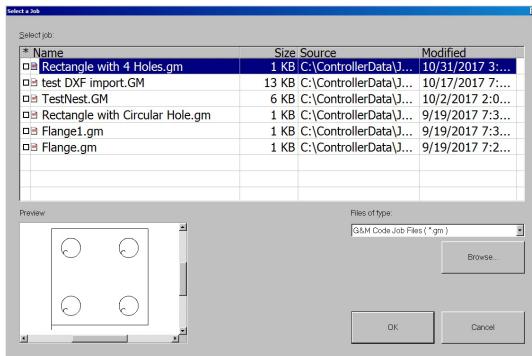 Select a Job
Select job:
* Name Size Source Modified
Rectangle with 4 Holes.gm 1 KB C:\ControllerData\J... 10/31/2017 3:...
test DXF import.GM 13 KB C:\ControllerData\J... 10/17/2017 7:...
TestNest.GM 6 KB C:\ControllerData\J... 10/2/2017 2:0...
Rectangle with Circular Hole.gm 1 KB C:\ControllerData\J... 9/19/2017 7:3...
Flange1.gm 1 KB C:\ControllerData\J... 9/19/2017 7:3...
Flange.gm 1 KB C:\ControllerData\J... 9/19/2017 7:2...
Preview
Files of type:
G&M Code Job Files ( *.gm )
Browse...
OK
Cancel